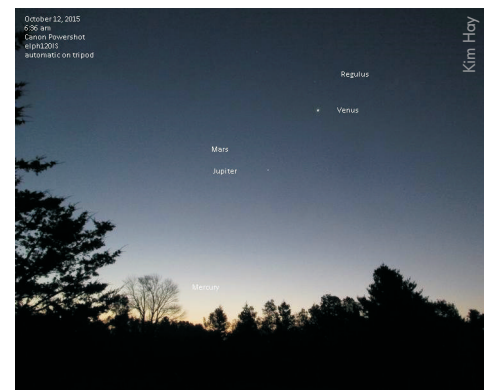 October 12, 2015
6:36 am
Canon Powershot
elph120IS
automatic on tripod
Kim Hay
Regulus
Venus
Mars
Jupiter
Mercury